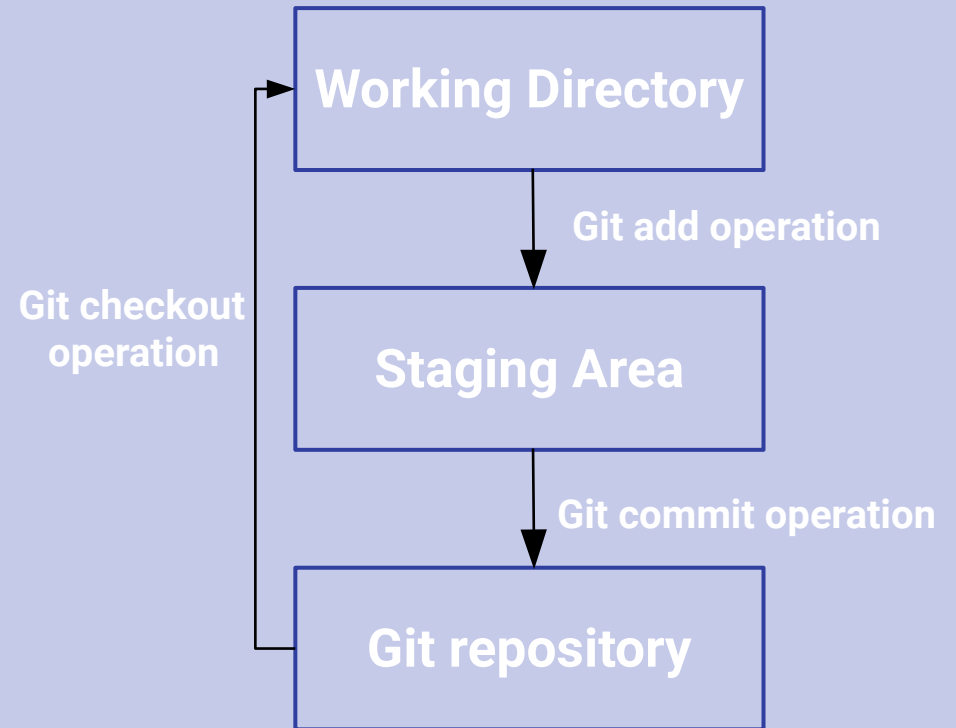 Working Directory
Git add operation
Git checkout
operation
Staging Area
Git commit operation
Git repository